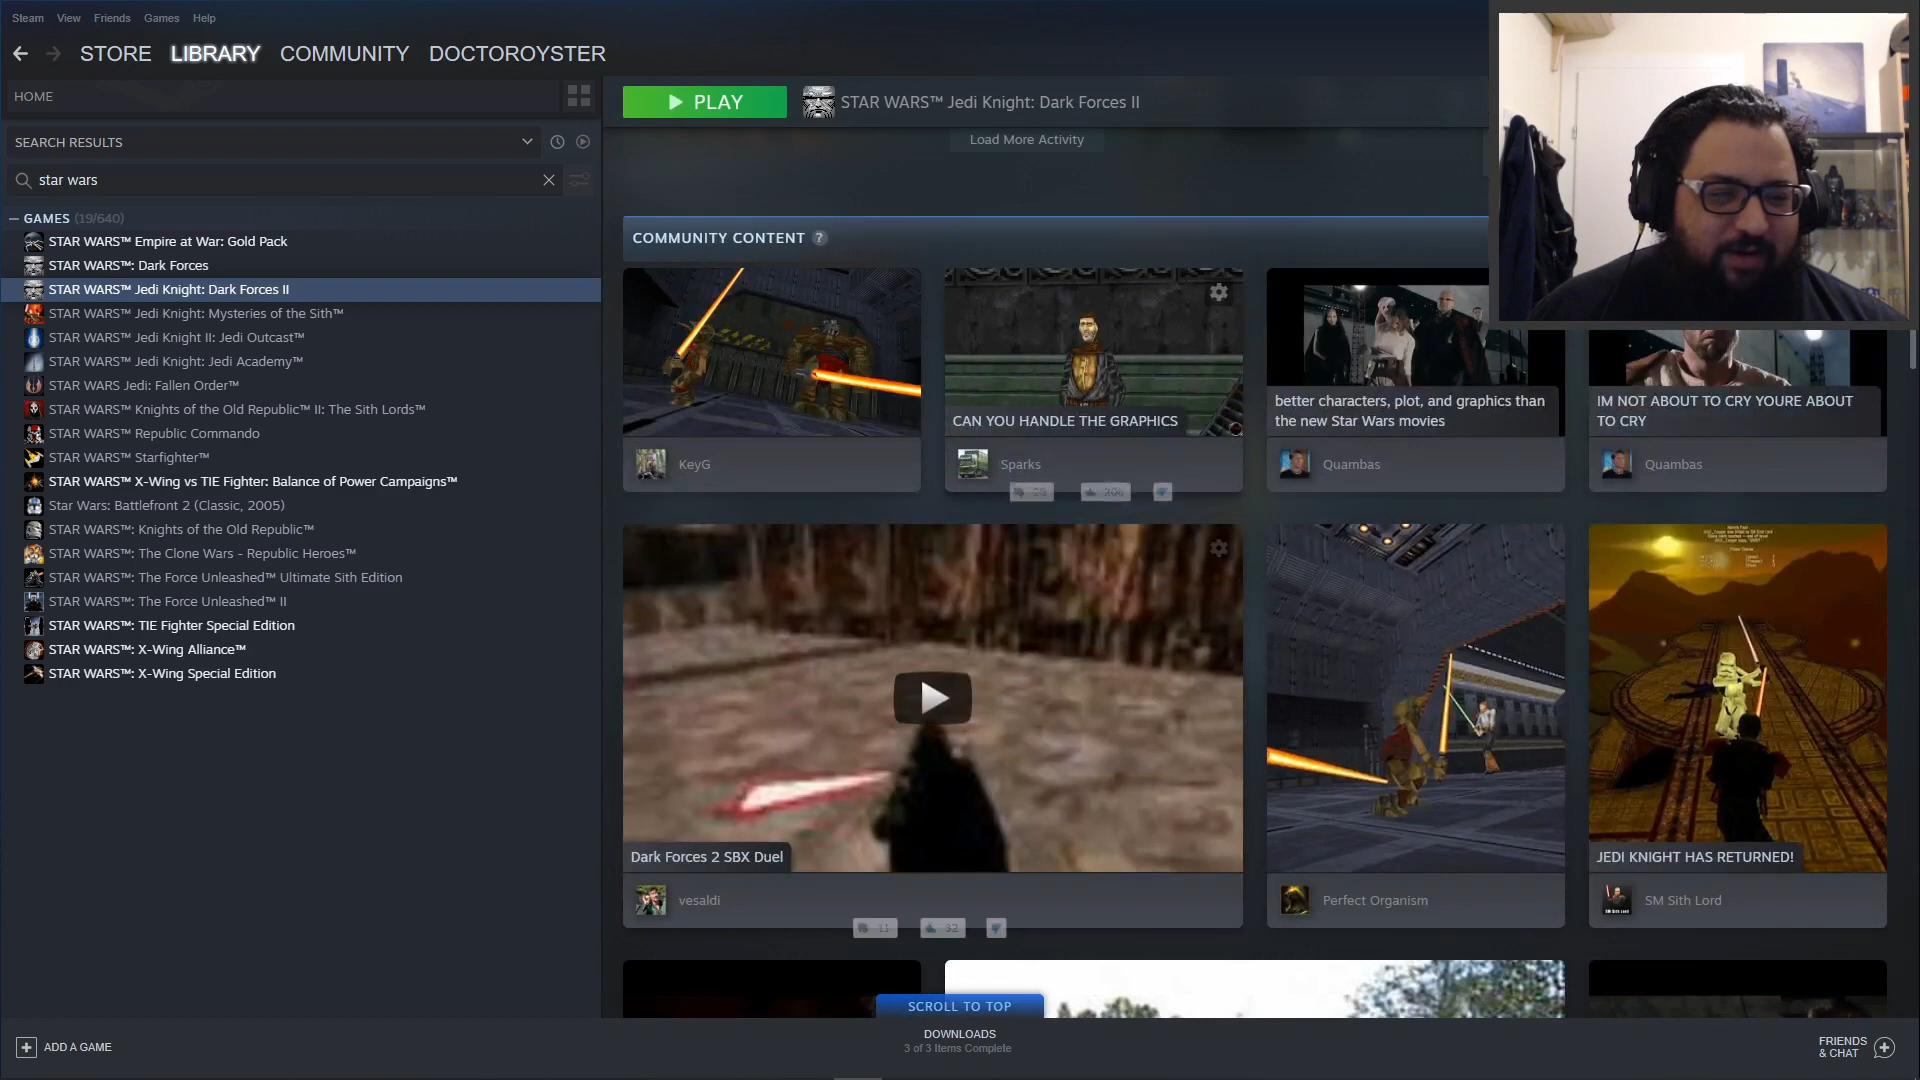 Steam View Friends Games Help
STORE LIBRARY COMMUNITY DOCTOROYSTER
HOME
SEARCH RESULTS
star wars
GAMES (19/640)
STAR WARS™ Empire at War: Gold Pack
STAR WARS™: Dark Forces
STAR WARS™ Jedi Knight: Dark Forces II
STAR WARS™ Jedi Knight: Mysteries of the Sith™
STAR WARS™ Jedi Knight II: Jedi Outcast™
STAR WARS™ Jedi Knight: Jedi Academy™
STAR WARS Jedi: Fallen Order™
STAR WARS™ Knights of the Old Republic™ II: The Sith Lords™
STAR WARS™ Republic Commando
STAR WARS™ Starfighter™
STAR WARS™ X-Wing vs TIE Fighter: Balance of Power Campaigns™
Star Wars: Battlefront 2 (Classic, 2005)
STAR WARS™: Knights of the Old Republic™
STAR WARS™: The Clone Wars - Republic Heroes™
STAR WARS™: The Force Unleashed™ Ultimate Sith Edition
STAR WARS™: The Force Unleashed™ II
STAR WARS™: TIE Fighter Special Edition
STAR WARS™: X-Wing Alliance™
STAR WARS™: X-Wing Special Edition
ADD A GAME
PLAY
STAR WARS™ Jedi Knight: Dark Forces II
Load More Activity
COMMUNITY CONTENT ?
CAN YOU HANDLE THE GRAPHICS
better characters, plot, and graphics than
the new Star Wars movies
IM NOT ABOUT TO CRY YOURE ABOUT
TO CRY
KeyG
Sparks
Quambas
Quambas
Dark Forces 2 SBX Duel
JEDI KNIGHT HAS RETURNED!
vesaldi
Perfect Organism
SM Sith Lord
11
32
SCROLL TO TOP
DOWNLOADS
3 of 3 Items Complete
FRIENDS
& CHAT